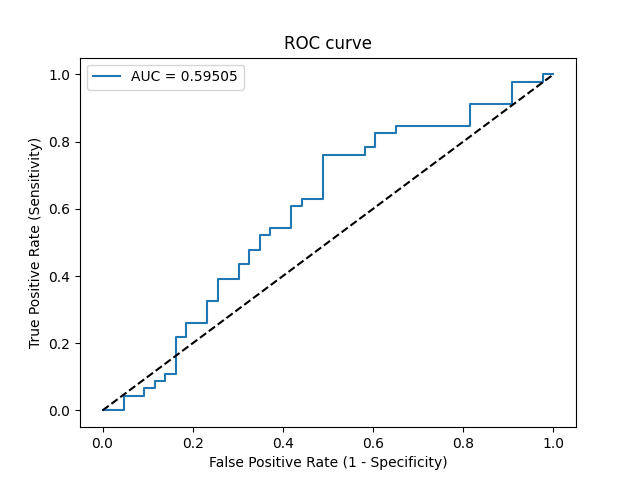 ROC curve
AUC = 0.59505
1.0
0.8
0.6
0.4
0.2
0.0
True Positive Rate (Sensitivity)
0.0 0.2 0.4 0.6 0.8 1.0
False Positive Rate (1 - Specificity)